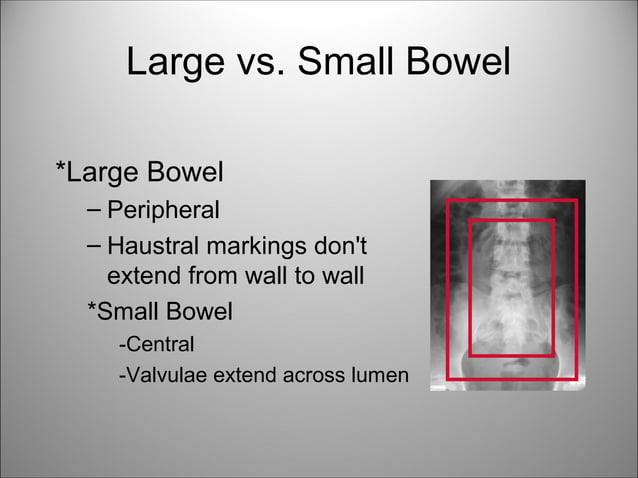 Large vs. Small Bowel
*Large Bowel
– Peripheral
– Haustral markings don't
extend from wall to wall
*Small Bowel
-Central
-Valvulae extend across lumen